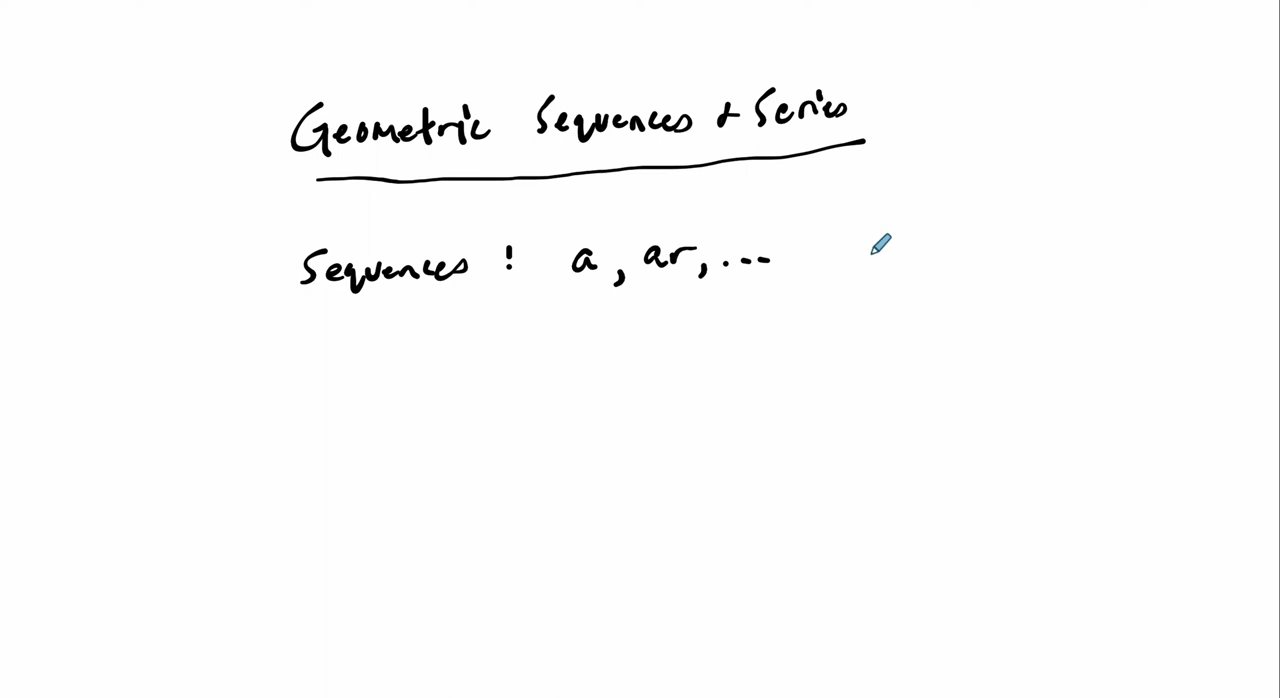 Geometric Sequences & Series
Sequences : a, ar, ...